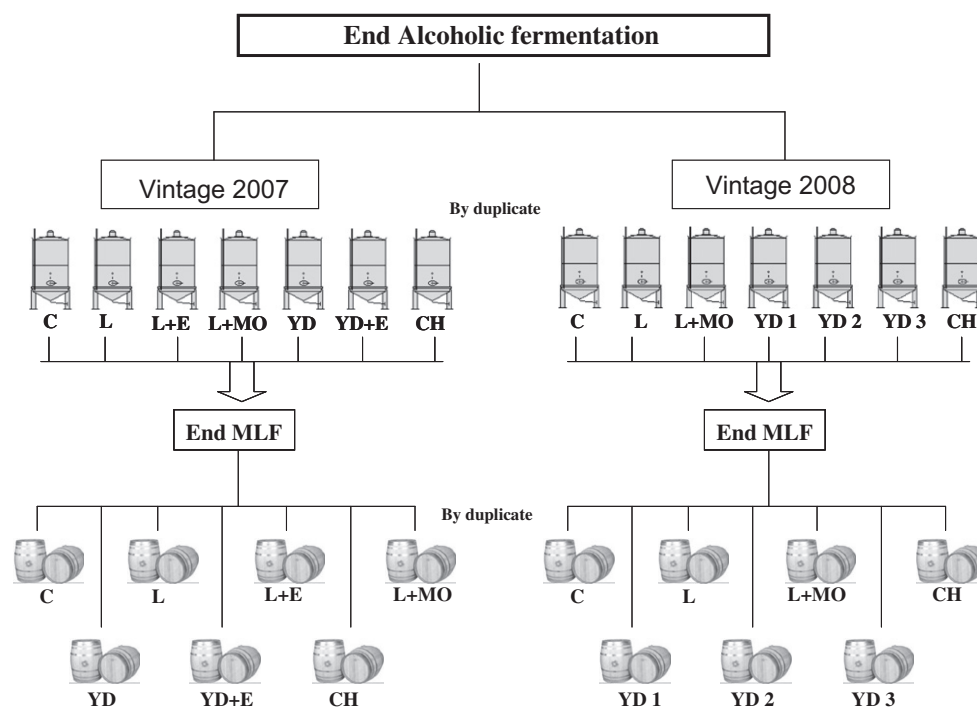 End Alcoholic fermentation
Vintage 2007
Vintage 2008
By duplicate
C L L+E L+MO YD YD+E CH
C L L+MO YD 1 YD 2 YD 3 CH
End MLF
End MLF
By duplicate
C L L+E L+MO
C L L+MO CH
YD YD+E CH
YD 1 YD 2 YD 3